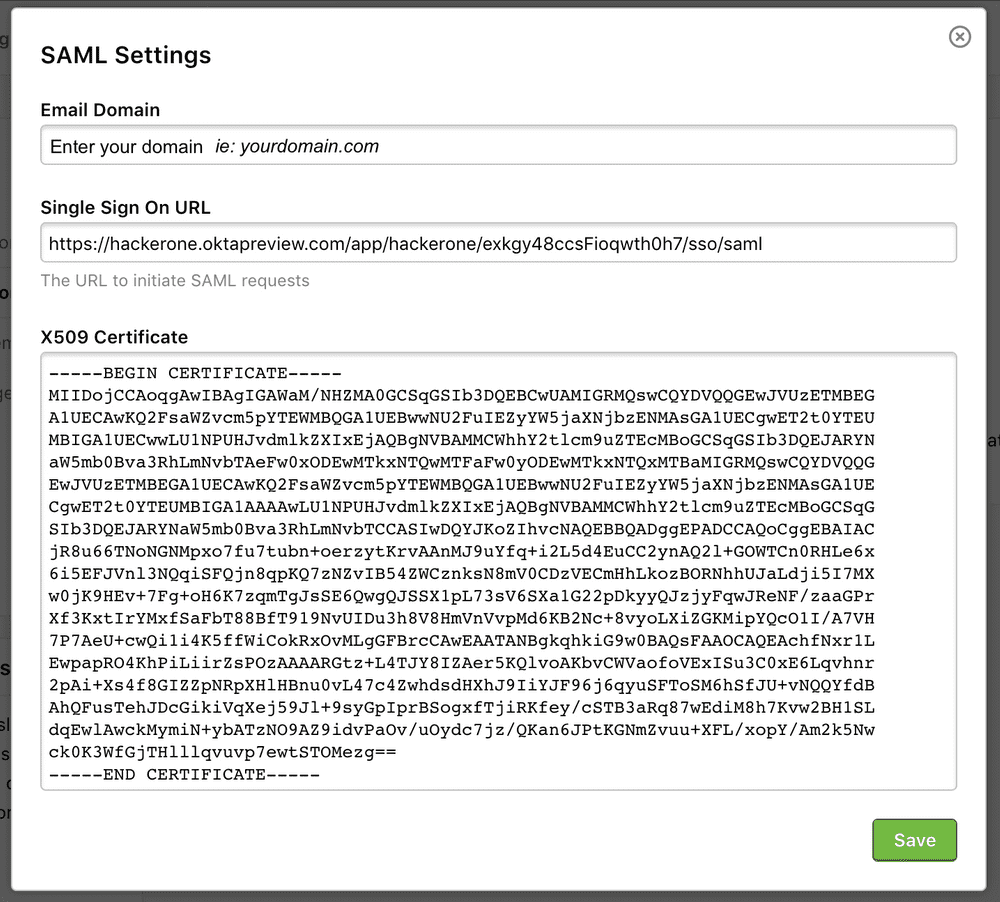 SAML Settings
Email Domain
Enter your domain ie: yourdomain.com
Single Sign On URL
https://hackerone.oktapreview.com/app/hackerone/exkgy48ccsFioqwth0h7/sso/saml
The URL to initiate SAML requests
X509 Certificate
-----BEGIN CERTIFICATE-----
MIIDojCCAoqgAwIBAgIGAWaM/NHZMA0GCSqGSIb3DQEBCwUAMIGRMQswCQYDVQQGEwJVUzETMBEG
A1UECAwKQ2FsaWZvcm5pYTEWMBQGA1UEBwwNU2FuIEZyYW5jaXNjbzENMAsGA1UECgwET2t0YTEU
MBIGA1UECwwLU1NPUHJvdmlkZXIxEjAQBgNVBAMMCWhhY2tlcm9uZTEcMBoGCSqGSIb3DQEJARYN
aW5mb0Bva3RhLmNvbTAeFw0xODEwMTkxNTQwMTFaFw0yODEwMTkxNTQxMTBaMIGRMQswCQYDVQQG
EwJVUzETMBEGA1UECAwKQ2FsaWZvcm5pYTEWMBQGA1UEBwwNU2FuIEZyYW5jaXNjbzENMAsGA1UE
CgwET2t0YTEUMBIGA1AAAAwLU1NPUHJvdmlkZXIxEjAQBgNVBAMMCWhhY2tlcm9uZTEcMBoGCSqG
SIb3DQEJARYNaW5mb0Bva3RhLmNvbTCCASIwDQYJKoZIhvcNAQEBBQADggEPADCCAQoCggEBAIAC
jR8u66TNoNGNMpxo7fu7tubn+oerzytKrvAAnMJ9uYfq+i2L5d4EuCC2ynAQ2l+GOWTCn0RHLe6x
6i5EFJVnl3NQqiSFQjn8qpKQ7zNZvIB54ZWCznksN8mV0CDzVECmHhLkozBORNhhUJaLdji5I7MX
w0jK9HEv+7Fg+oH6K7zqmTgJsSE6QwgQJSSX1pL73sV6SXa1G22pDkyyQJzjyFqwJReNF/zaaGPr
Xf3KxtIrYMxfSaFbT88BfT919NvUIDu3h8V8HmVnVvpMd6KB2Nc+8vyoLXiZGKMipYQcO1I/A7VH
7P7AeU+cwQi1i4K5ffWiCokRxOvMLgGFBrcCAwEAATANBgkqhkiG9w0BAQsFAAOCAQEAchfNxr1L
EwpapRO4KhPiLiirZsPOzAAAARGtz+L4TJY8IZAer5KQlvoAKbvCWVaofoVExISu3C0xE6Lqvhnr
2pAi+Xs4f8GIZZpNRpXHlHBnu0vL47c4ZwhdsdHXhJ9IiYJF96j6qyuSFToSM6hSfJU+vNQQYfdB
AhQFusTehJDcGikiVqXej59Jl+9syGpIprBSogxfTjiRKfey/cSTB3aRq87wEdiM8h7Kvw2BH1SL
dqEwlAwckMymiN+ybATzNO9AZ9idvPaOv/uOydc7jz/QKan6JPtKGNmZvuu+XFL/xopY/Am2k5Nw
ck0K3WfGjTHlllqvuvp7ewtSTOMezg==
-----END CERTIFICATE-----
Save